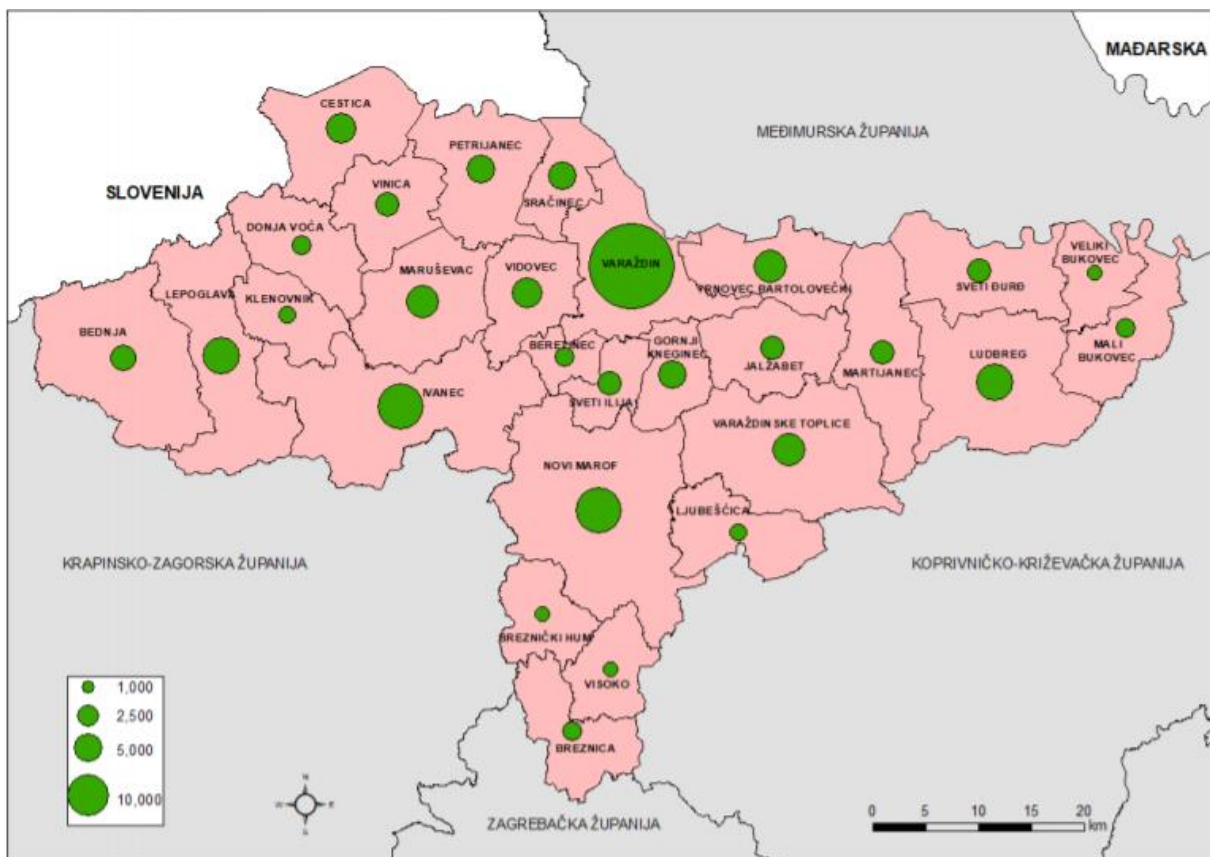 MAĐARSKA
MEĐIMURSKA ŽUPANIJA
SLOVENIJA
CESTICA
PETRIJANEC
VINICA
SRAČINEC
DONJA VOĆA
MARUŠEVAC
VIDOVEC
VARAŽDIN
TRNOVEC BARTOLOVEČKI
SVETI ĐURĐ
VELIKI
BUKOVEC
LEPOGLAVA
KLENOVNIK
BEDNJA
IVANEC
BEREZINEC
SVETI ILIJA
GORNJI
KNEGINEC
JALŽABET
MARTIJANEC
LUDBREG
MALI
BUKOVEC
VARAŽDINSKE TOPLICE
NOVI MAROF
LJUBEŠĆICA
KRAPINSKO-ZAGORSKA ŽUPANIJA
KOPRIVNIČKO-KRIŽEVAČKA ŽUPANIJA
BREZNIČKI HUM
VISOKO
BREZNICA
ZAGREBAČKA ŽUPANIJA
1,000
2,500
5,000
10,000
N
W
E
S
0 5 10 15 20
km